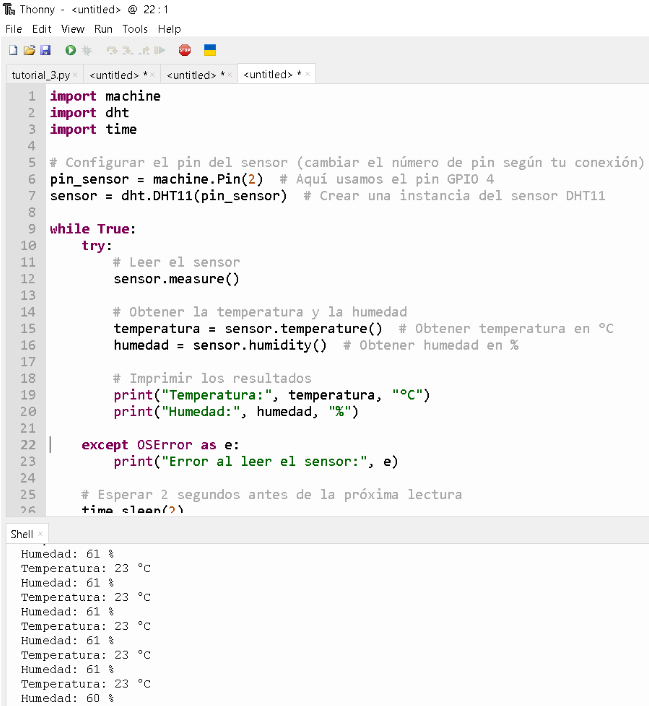 Thonny - <untitled> @ 22 : 1
File Edit View Run Tools Help
tutorial_3.py × <untitled> * × <untitled> * × <untitled> * ×
1 import machine
2 import dht
3 import time
4
5 # Configurar el pin del sensor (cambiar el número de pin según tu conexión)
6 pin_sensor = machine.Pin(2)  # Aquí usamos el pin GPIO 4
7 sensor = dht.DHT11(pin_sensor)  # Crear una instancia del sensor DHT11
8
9 while True:
10     try:
11         # Leer el sensor
12         sensor.measure()
13
14         # Obtener la temperatura y la humedad
15         temperatura = sensor.temperature()  # Obtener temperatura en °C
16         humedad = sensor.humidity()  # Obtener humedad en %
17
18         # Imprimir los resultados
19         print("Temperatura:", temperatura, "°C")
20         print("Humedad:", humedad, "%")
21
22     except OSError as e:
23         print("Error al leer el sensor:", e)
24
25     # Esperar 2 segundos antes de la próxima lectura
26     time.sleep(2)
Shell ×
Humedad: 61 %
Temperatura: 23 °C
Humedad: 61 %
Temperatura: 23 °C
Humedad: 61 %
Temperatura: 23 °C
Humedad: 61 %
Temperatura: 23 °C
Humedad: 61 %
Temperatura: 23 °C
Humedad: 60 %